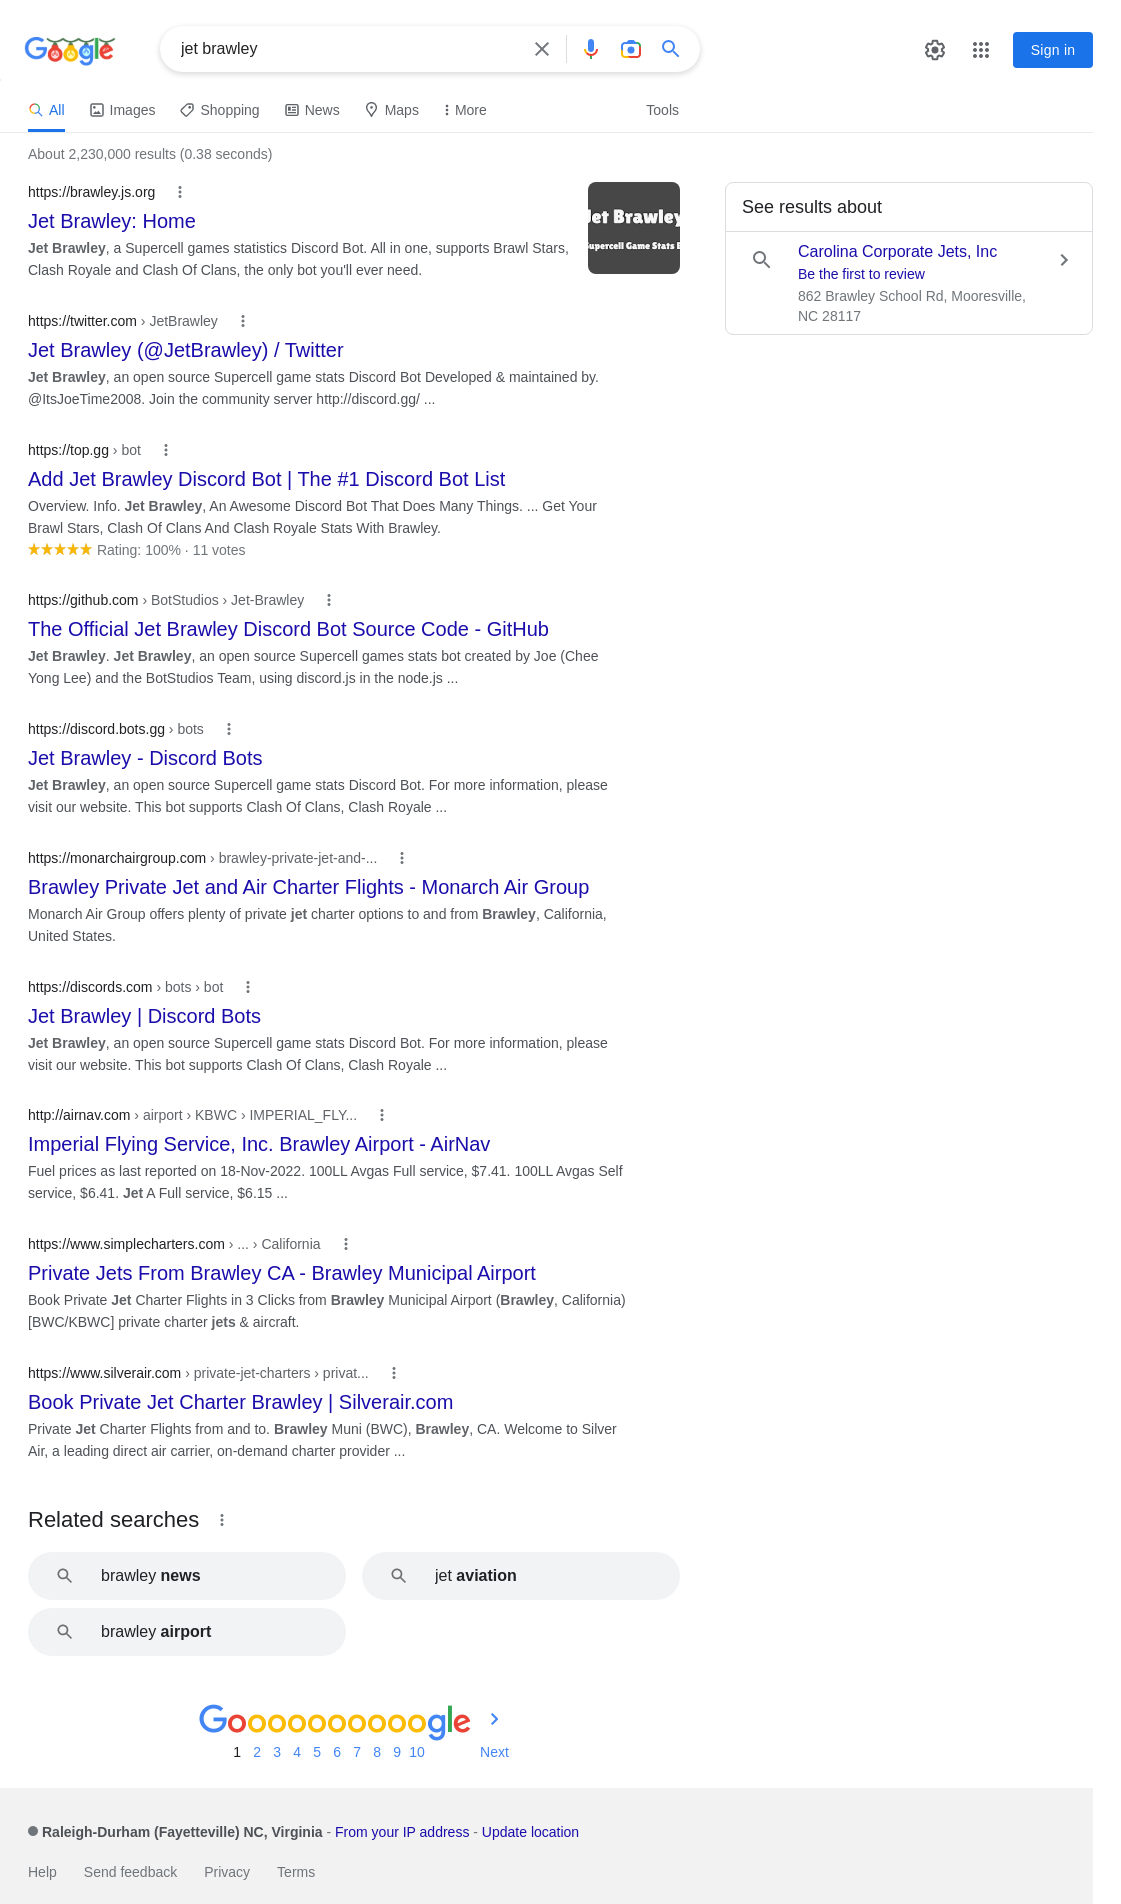 Google
jet brawley
Sign in
All
Images
Shopping
News
Maps
More
Tools
About 2,230,000 results (0.38 seconds)
https://brawley.js.org
Jet Brawley: Home
Jet Brawley, a Supercell games statistics Discord Bot. All in one, supports Brawl Stars,
Clash Royale and Clash Of Clans, the only bot you'll ever need.
Jet Brawley
Supercell Game Stats B
See results about
Carolina Corporate Jets, Inc
Be the first to review
862 Brawley School Rd, Mooresville,
NC 28117
https://twitter.com › JetBrawley
Jet Brawley (@JetBrawley) / Twitter
Jet Brawley, an open source Supercell game stats Discord Bot Developed & maintained by.
@ItsJoeTime2008. Join the community server http://discord.gg/ ...
https://top.gg › bot
Add Jet Brawley Discord Bot | The #1 Discord Bot List
Overview. Info. Jet Brawley, An Awesome Discord Bot That Does Many Things. ... Get Your
Brawl Stars, Clash Of Clans And Clash Royale Stats With Brawley.
Rating: 100% · 11 votes
https://github.com › BotStudios › Jet-Brawley
The Official Jet Brawley Discord Bot Source Code - GitHub
Jet Brawley. Jet Brawley, an open source Supercell games stats bot created by Joe (Chee
Yong Lee) and the BotStudios Team, using discord.js in the node.js ...
https://discord.bots.gg › bots
Jet Brawley - Discord Bots
Jet Brawley, an open source Supercell game stats Discord Bot. For more information, please
visit our website. This bot supports Clash Of Clans, Clash Royale ...
https://monarchairgroup.com › brawley-private-jet-and-...
Brawley Private Jet and Air Charter Flights - Monarch Air Group
Monarch Air Group offers plenty of private jet charter options to and from Brawley, California,
United States.
https://discords.com › bots › bot
Jet Brawley | Discord Bots
Jet Brawley, an open source Supercell game stats Discord Bot. For more information, please
visit our website. This bot supports Clash Of Clans, Clash Royale ...
http://airnav.com › airport › KBWC › IMPERIAL_FLY...
Imperial Flying Service, Inc. Brawley Airport - AirNav
Fuel prices as last reported on 18-Nov-2022. 100LL Avgas Full service, $7.41. 100LL Avgas Self
service, $6.41. Jet A Full service, $6.15 ...
https://www.simplecharters.com › ... › California
Private Jets From Brawley CA - Brawley Municipal Airport
Book Private Jet Charter Flights in 3 Clicks from Brawley Municipal Airport (Brawley, California)
[BWC/KBWC] private charter jets & aircraft.
https://www.silverair.com › private-jet-charters › privat...
Book Private Jet Charter Brawley | Silverair.com
Private Jet Charter Flights from and to. Brawley Muni (BWC), Brawley, CA. Welcome to Silver
Air, a leading direct air carrier, on-demand charter provider ...
Related searches
brawley news
jet aviation
brawley airport
Goooooooooogle
1 2 3 4 5 6 7 8 9 10 Next
Raleigh-Durham (Fayetteville) NC, Virginia - From your IP address - Update location
Help Send feedback Privacy Terms